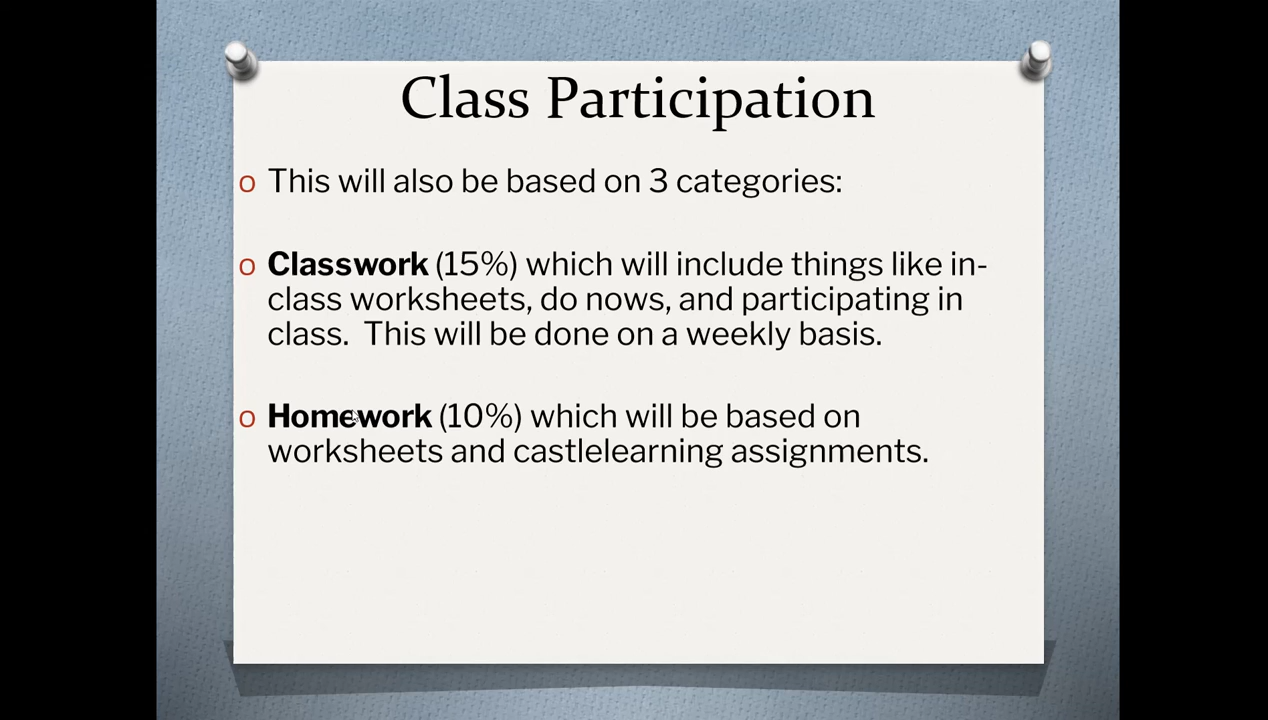 Class Participation
o This will also be based on 3 categories:
o Classwork (15%) which will include things like in-
class worksheets, do nows, and participating in
class.  This will be done on a weekly basis.
o Homework (10%) which will be based on
worksheets and castlelearning assignments.